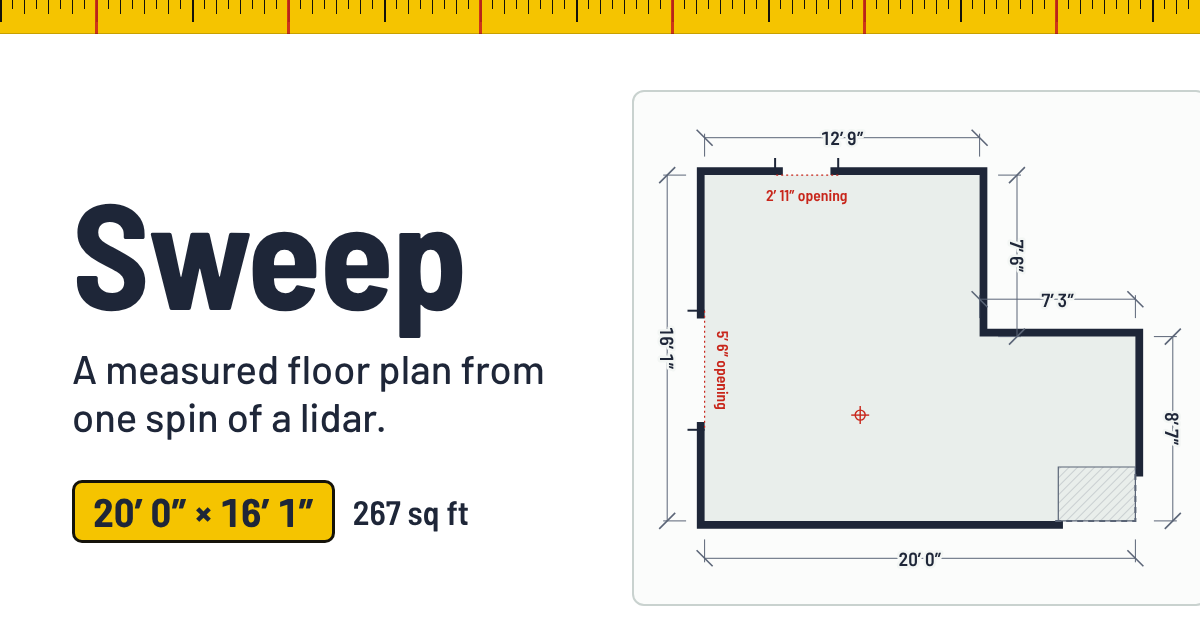 Sweep
A measured floor plan from
one spin of a lidar.
20′ 0″ × 16′ 1″
267 sq ft
12′ 9″
2′ 11″ opening
7′ 6″
7′ 3″
16′ 1″
5′ 6″ opening
8′ 7″
20′ 0″